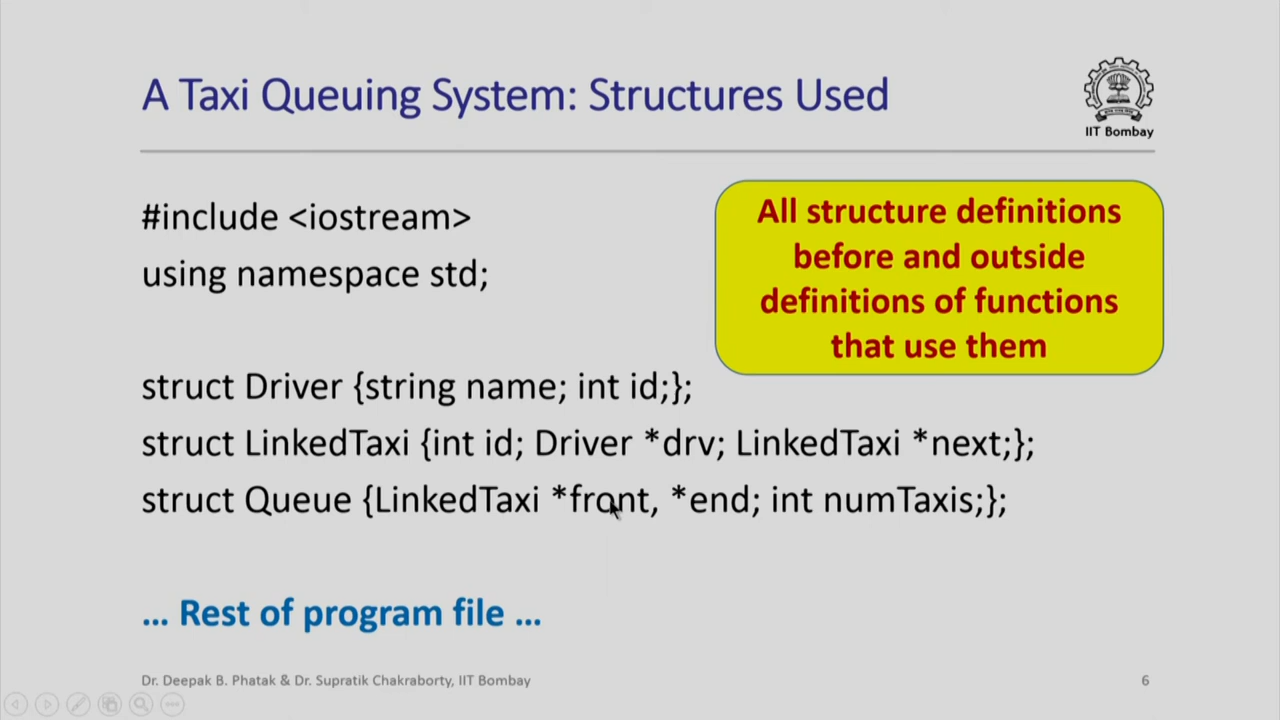 A Taxi Queuing System: Structures Used
IIT Bombay
#include <iostream>
using namespace std;
All structure definitions
before and outside
definitions of functions
that use them
struct Driver {string name; int id;};
struct LinkedTaxi {int id; Driver *drv; LinkedTaxi *next;};
struct Queue {LinkedTaxi *front, *end; int numTaxis;};
... Rest of program file ...
Dr. Deepak B. Phatak & Dr. Supratik Chakraborty, IIT Bombay
6